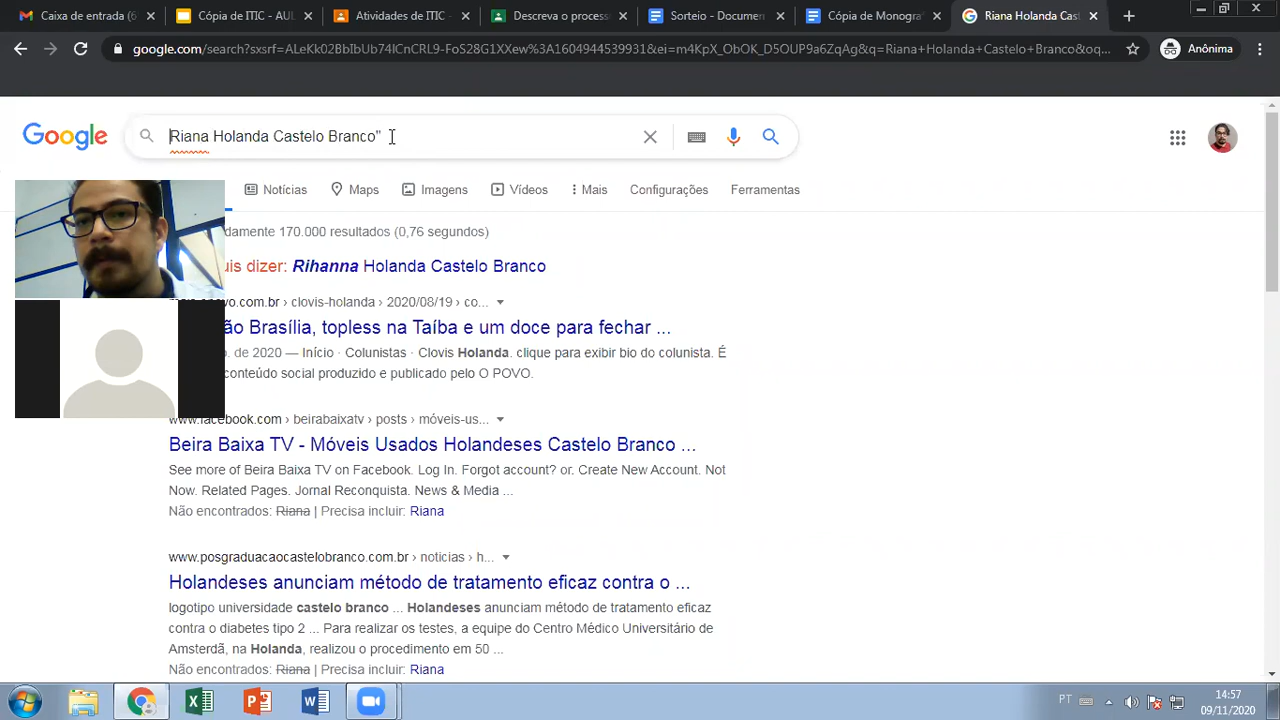 Caixa de entrada (6
Cópia de ITIC - AUL
Atividades de ITIC -
Descreva o process
Sorteio - Documen
Cópia de Monogra
Riana Holanda Cast
google.com/search?sxsrf=ALeKk02BbIbUb74lCnCRL9-FoS28G1XXew%3A1604944539931&ei=m4KpX_ObOK_D5OUP9a6ZqAg&q=Riana+Holanda+Castelo+Branco&oq...
Anônima
Google
Riana Holanda Castelo Branco"
Notícias
Maps
Imagens
Vídeos
Mais
Configurações
Ferramentas
damente 170.000 resultados (0,76 segundos)
uis dizer: Rihanna Holanda Castelo Branco
vo.com.br › clovis-holanda › 2020/08/19 › co...
ão Brasília, topless na Taíba e um doce para fechar ...
. de 2020 — Início · Colunistas · Clovis Holanda. clique para exibir bio do colunista. É
onteúdo social produzido e publicado pelo O POVO.
www.facebook.com › beirabaixatv › posts › móveis-us...
Beira Baixa TV - Móveis Usados Holandeses Castelo Branco ...
See more of Beira Baixa TV on Facebook. Log In. Forgot account? or. Create New Account. Not
Now. Related Pages. Jornal Reconquista. News & Media ...
Não encontrados: Riana | Precisa incluir: Riana
www.posgraduacaocastelobranco.com.br › noticias › h...
Holandeses anunciam método de tratamento eficaz contra o ...
logotipo universidade castelo branco ... Holandeses anunciam método de tratamento eficaz
contra o diabetes tipo 2 ... Para realizar os testes, a equipe do Centro Médico Universitário de
Amsterdã, na Holanda, realizou o procedimento em 50 ...
Não encontrados: Riana | Precisa incluir: Riana
PT
14:57
09/11/2020